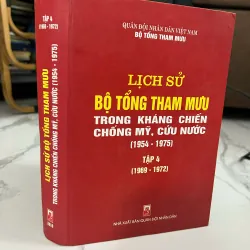 QUÂN ĐỘI NHÂN DÂN VIỆT NAM
BỘ TỔNG THAM MƯU
LỊCH SỬ
BỘ TỔNG THAM MƯU
TRONG KHÁNG CHIẾN
CHỐNG MỸ, CỨU NƯỚC
(1954 - 1975)
TẬP 4
(1969 - 1972)
NHÀ XUẤT BẢN QUÂN ĐỘI NHÂN DÂN
TẬP 4
(1969 - 1972)
LỊCH SỬ BỘ TỔNG THAM MƯU
TRONG KHÁNG CHIẾN CHỐNG MỸ, CỨU NƯỚC (1954 - 1975)